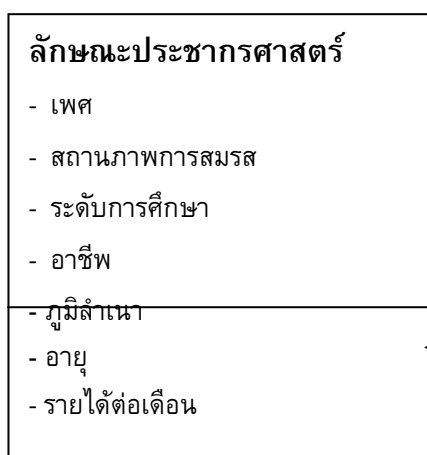 ลักษณะประชากรศาสตร์
- เพศ
- สถานภาพการสมรส
- ระดับการศึกษา
- อาชีพ
- ภูมิลำเนา
- อายุ
- รายได้ต่อเดือน